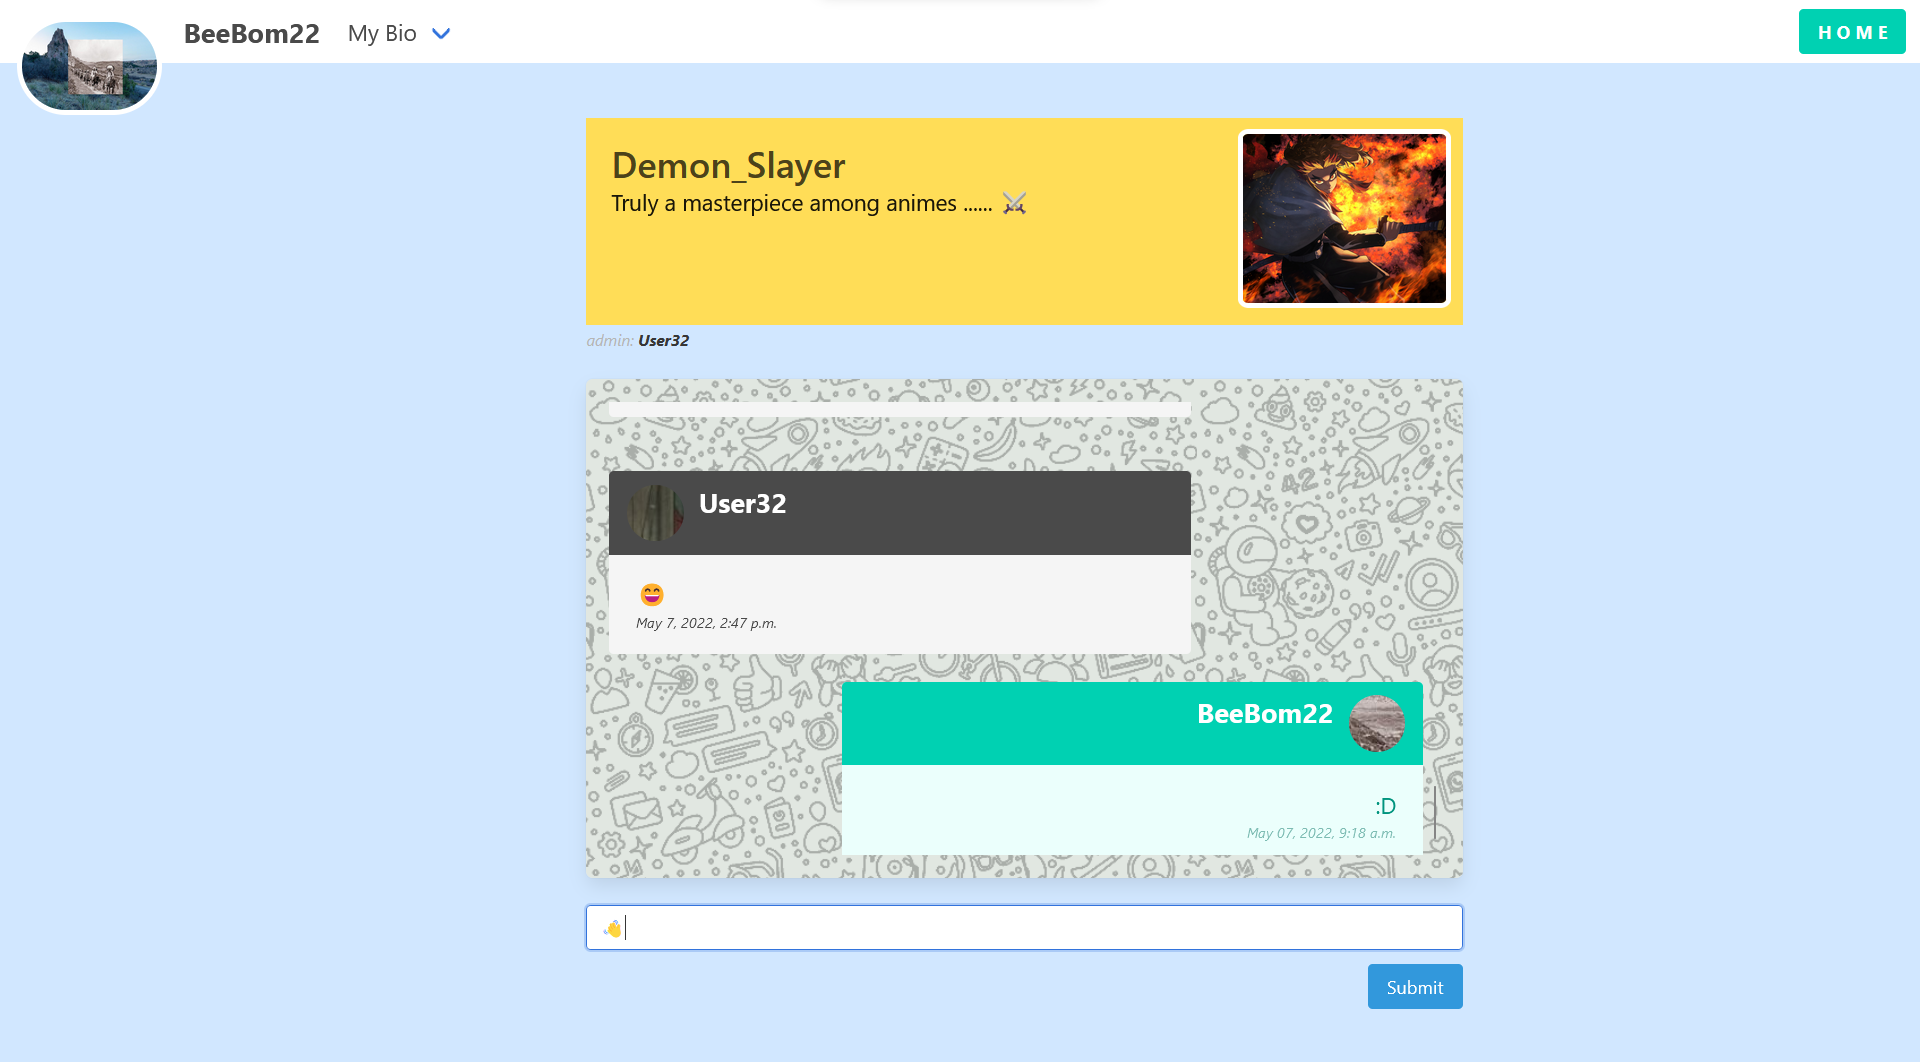 BeeBom22 My Bio HOME
Demon_Slayer
Truly a masterpiece among animes ...... ⚔️
admin: User32
User32
😄
May 7, 2022, 2:47 p.m.
BeeBom22
:D
May 07, 2022, 9:18 a.m.
👋
Submit